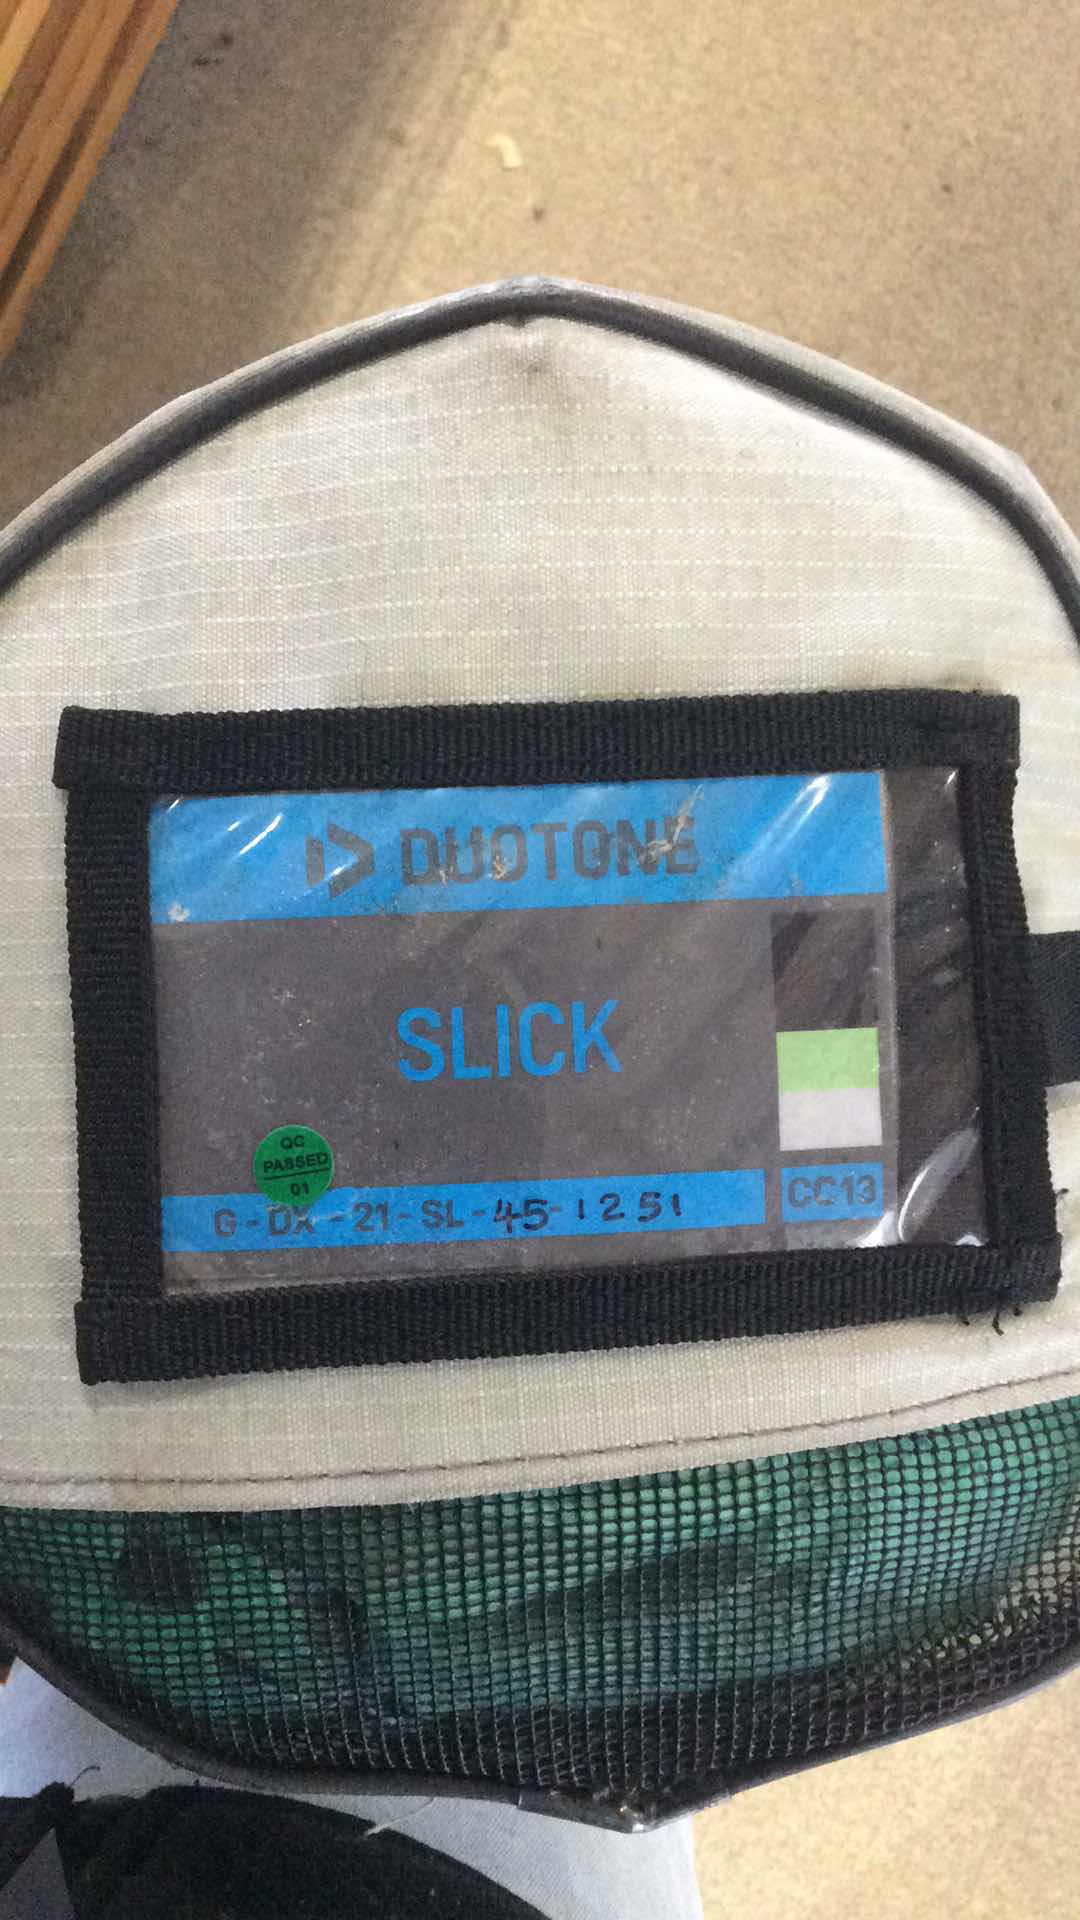 DUOTONE
SLICK
QC
PASSED
01
G - DX - 21 - SL - 45 - 1251
CC13